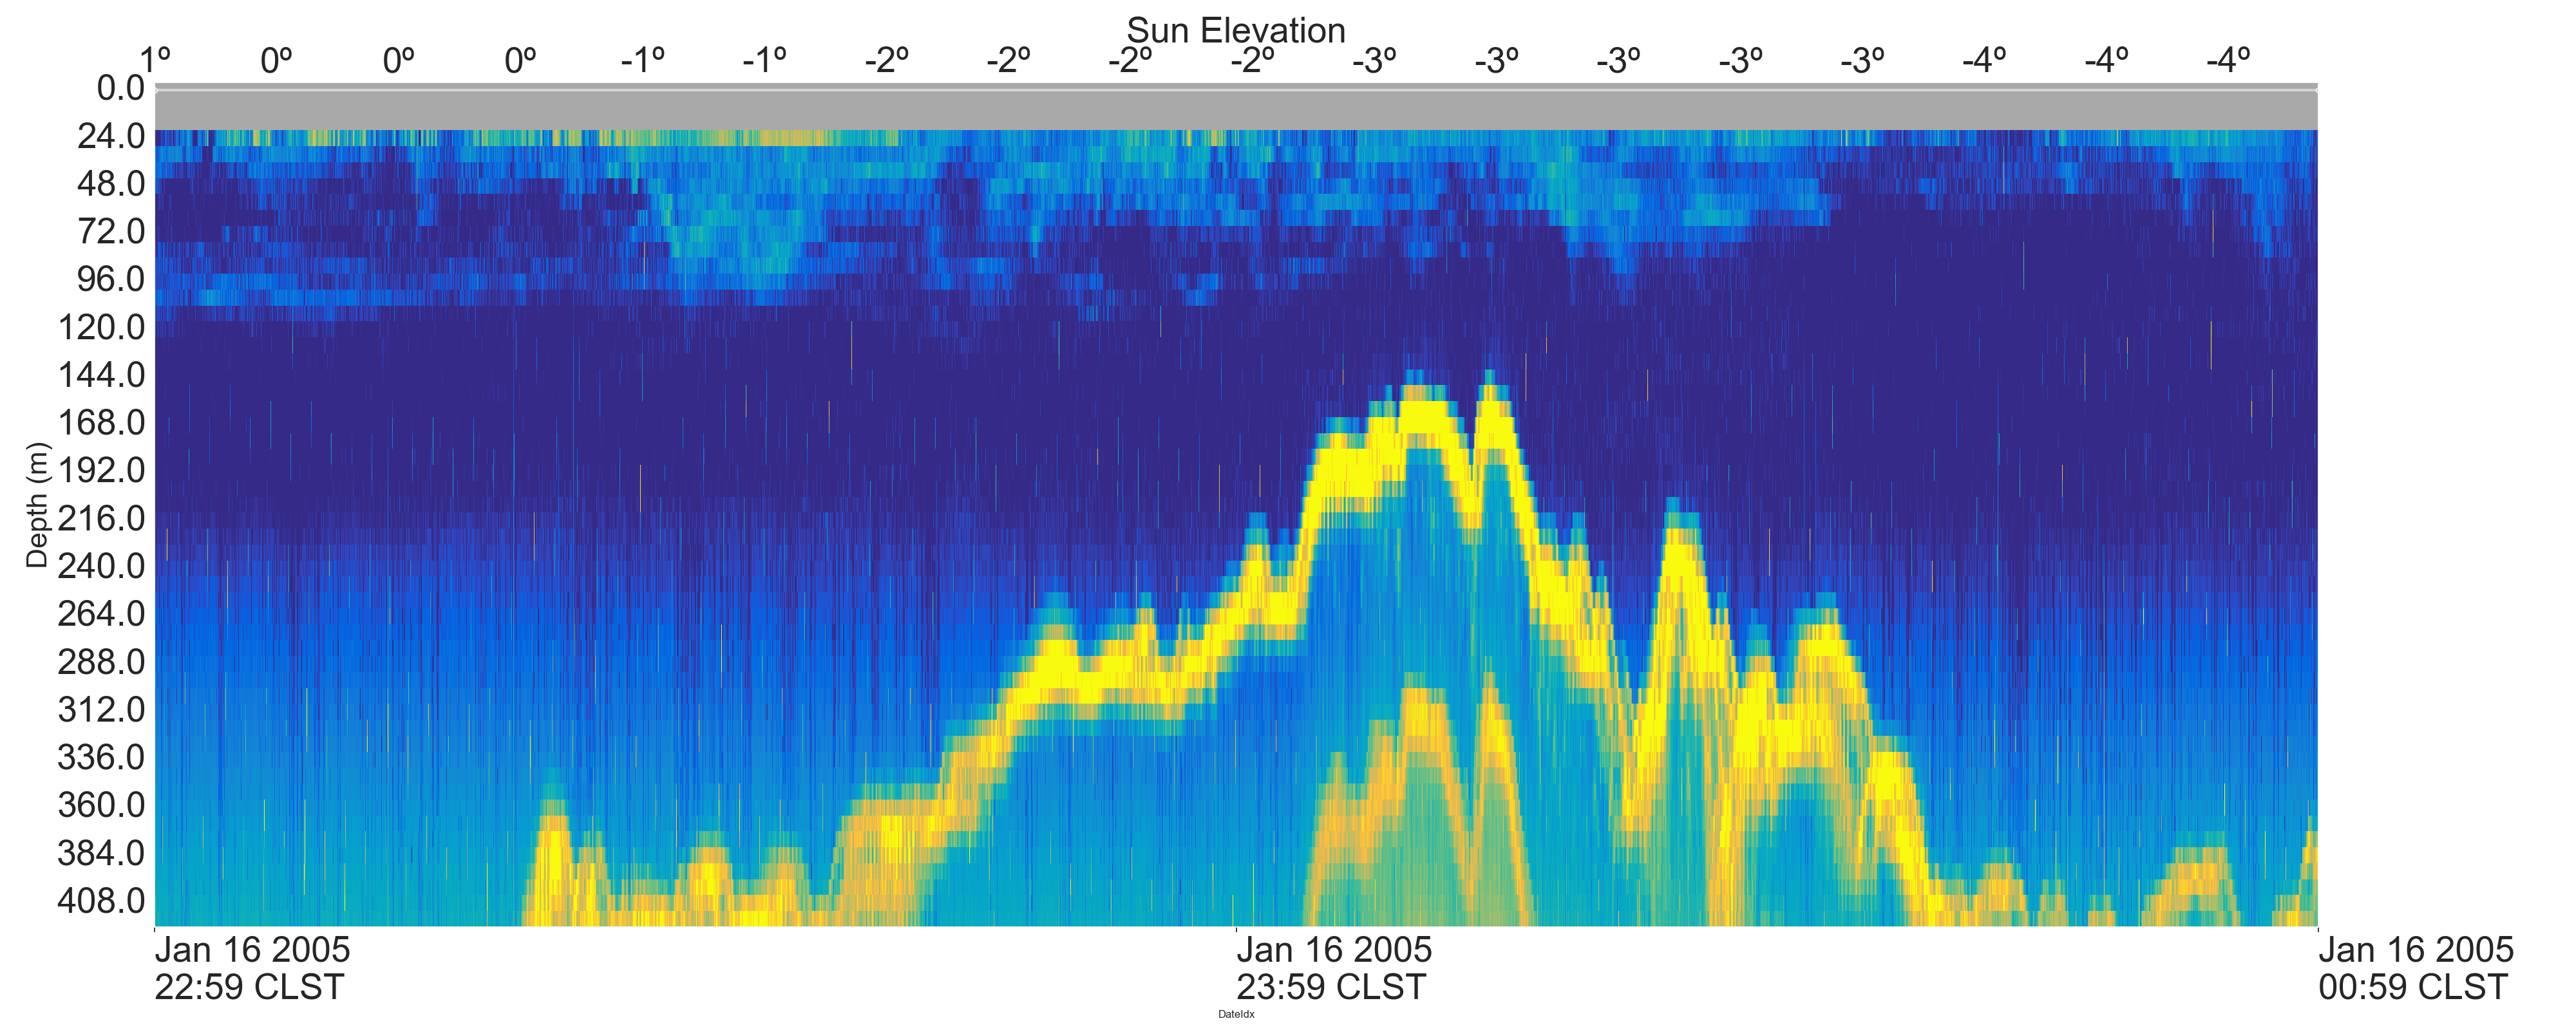 Sun Elevation
1º 0º 0º 0º -1º -1º -2º -2º -2º -2º -3º -3º -3º -3º -3º -4º -4º -4º
0.0
24.0
48.0
72.0
96.0
120.0
144.0
168.0
192.0
216.0
240.0
264.0
288.0
312.0
336.0
360.0
384.0
408.0
Depth (m)
Jan 16 2005
22:59 CLST
Jan 16 2005
23:59 CLST
Jan 16 2005
00:59 CLST
DateIdx